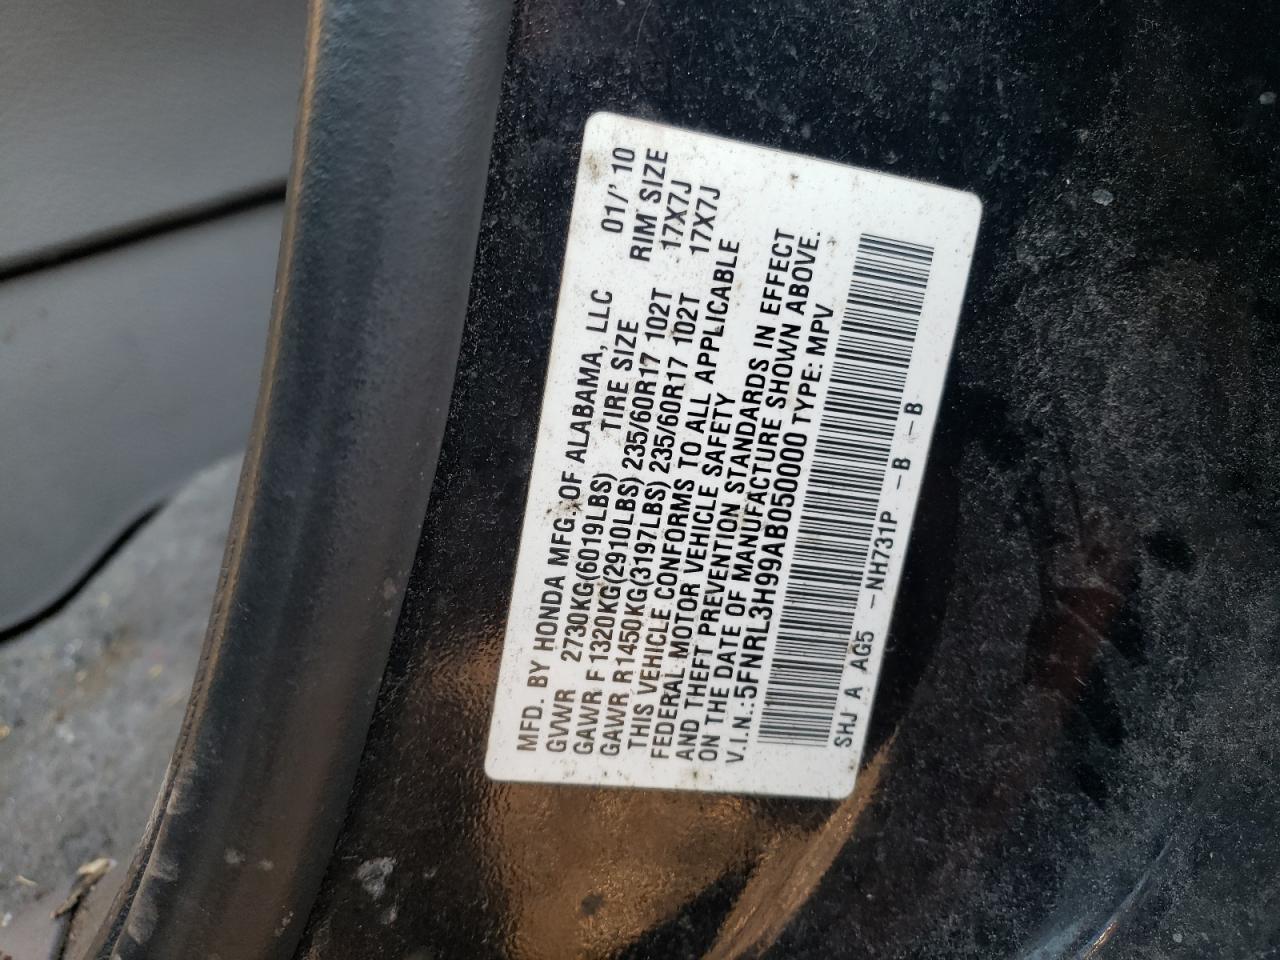 MFD. BY HONDA MFG. OF ALABAMA, LLC 01/' 10
GVWR 2730KG(6019LBS) TIRE SIZE RIM SIZE
GAWR F 1320KG(2910LBS) 235/60R17 102T 17X7J
GAWR R 1450KG(3197LBS) 235/60R17 102T 17X7J
THIS VEHICLE CONFORMS TO ALL APPLICABLE
FEDERAL MOTOR VEHICLE SAFETY
AND THEFT PREVENTION STANDARDS IN EFFECT
ON THE DATE OF MANUFACTURE SHOWN ABOVE.
V.I.N.:5FNRL3H99AB050000 TYPE: MPV
SHJ A AG5 -NH731P -B -B